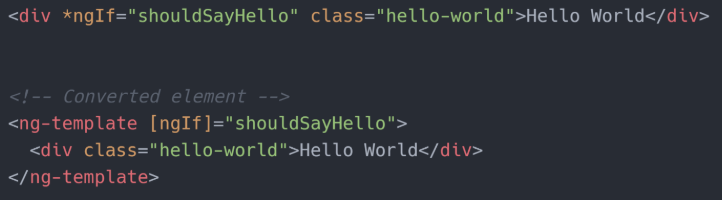 <div *ngIf="shouldSayHello" class="hello-world">Hello World</div>
<!-- Converted element -->
<ng-template [ngIf]="shouldSayHello">
<div class="hello-world">Hello World</div>
</ng-template>